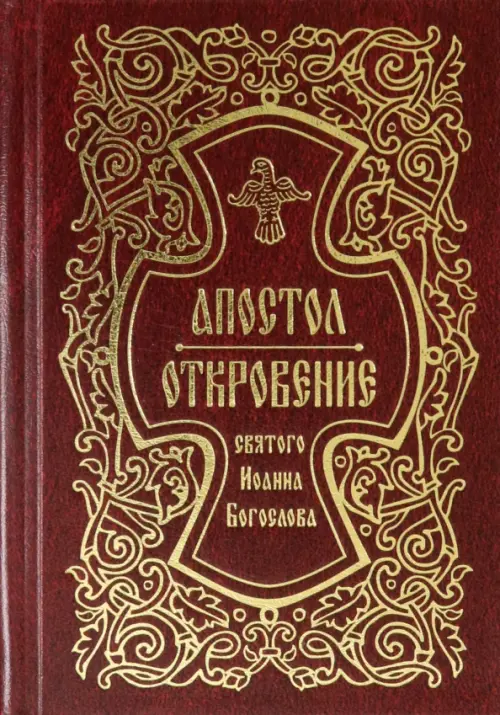 АПОСТОЛ
ОТКРОВЕНИЕ
святого
Иоанна
Богослова